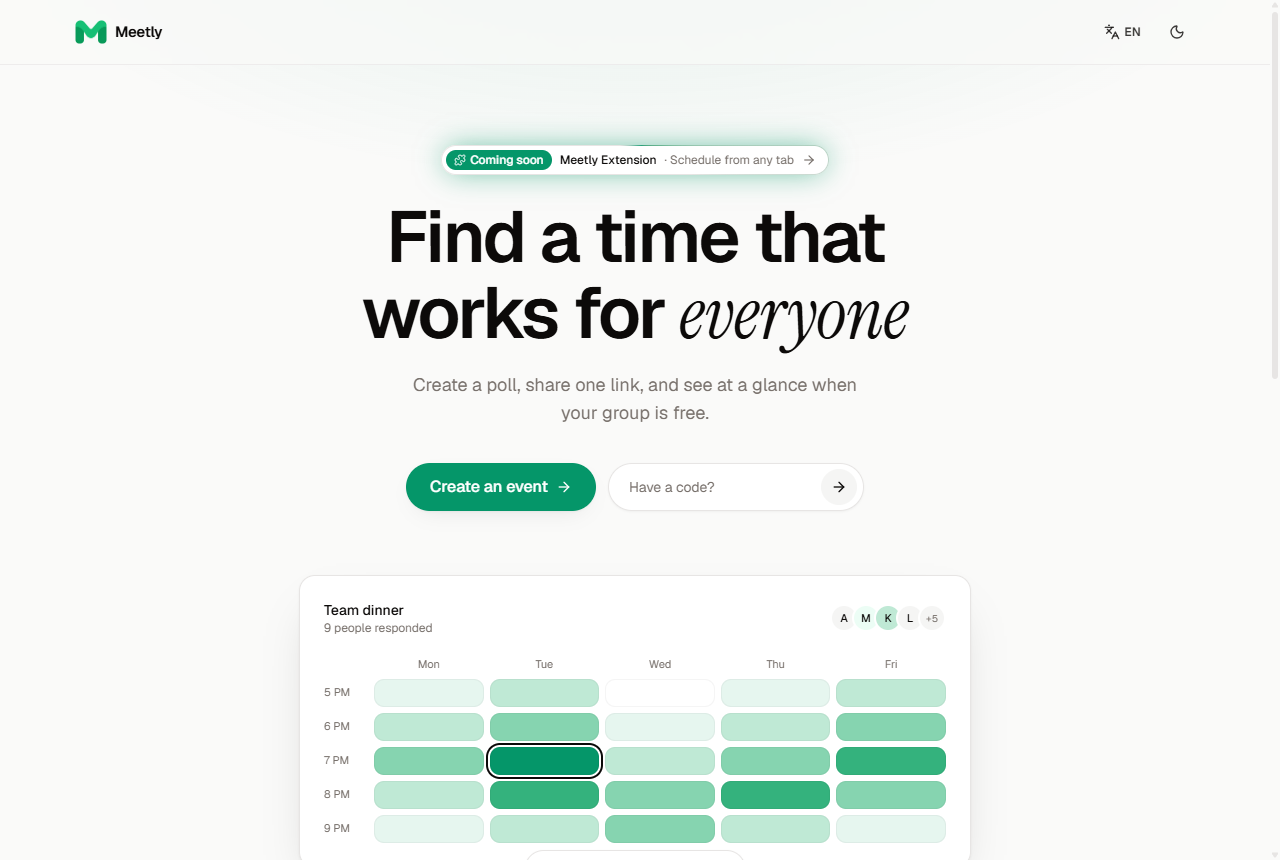 Meetly
EN
Coming soon Meetly Extension · Schedule from any tab
Find a time that
works for everyone
Create a poll, share one link, and see at a glance when
your group is free.
Create an event
Have a code?
Team dinner
9 people responded
A M K L +5
Mon Tue Wed Thu Fri
5 PM
6 PM
7 PM
8 PM
9 PM